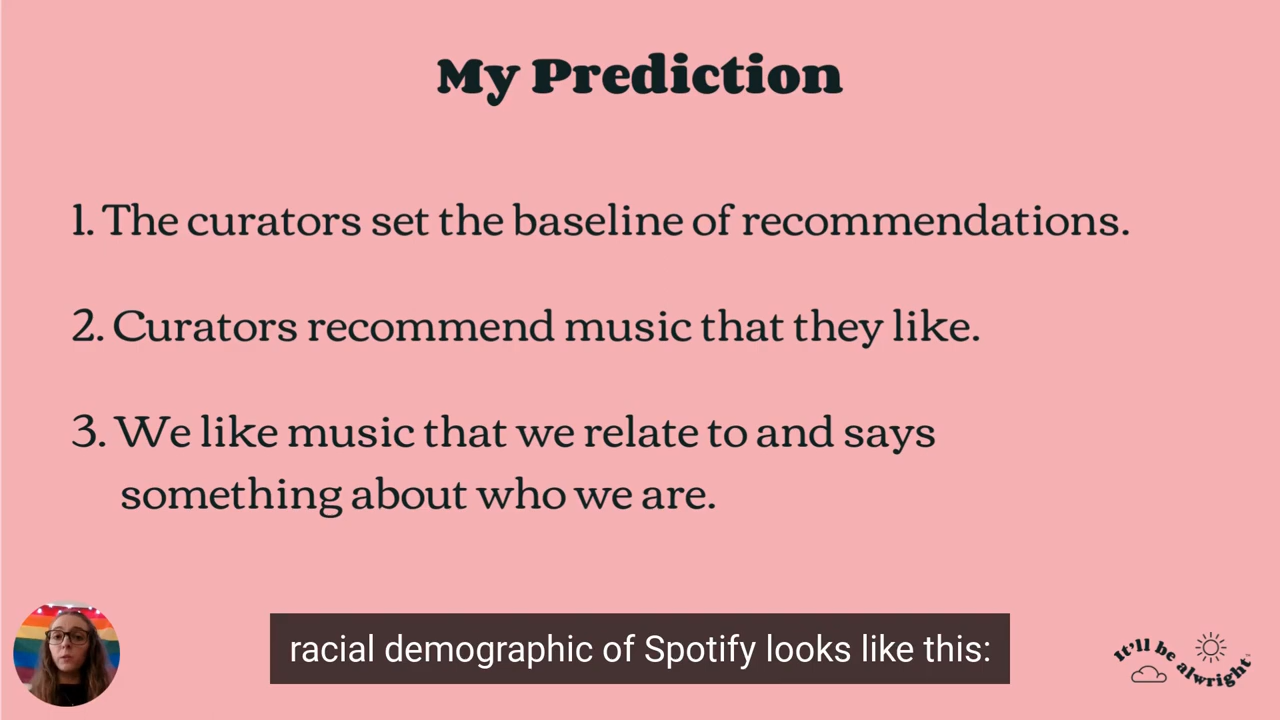 My Prediction
1. The curators set the baseline of recommendations.
2. Curators recommend music that they like.
3. We like music that we relate to and says
something about who we are.
racial demographic of Spotify looks like this:
It'll be
alwright